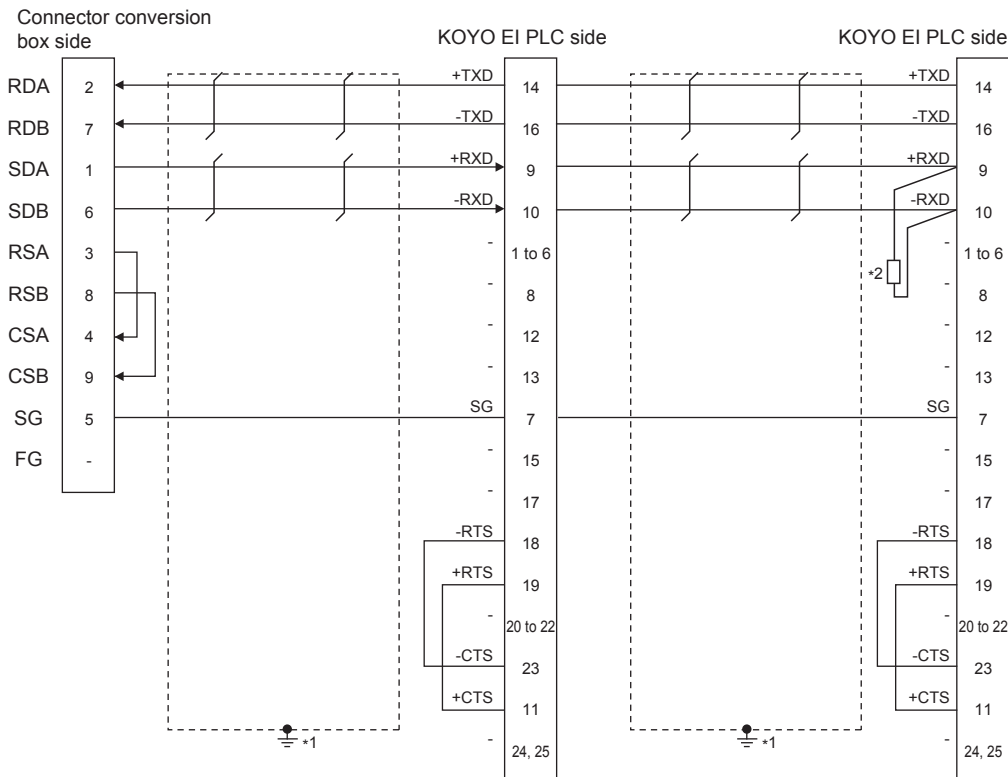 Connector conversion
box side
KOYO EI PLC side
KOYO EI PLC side
RDA 2 +TXD 14 +TXD 14
RDB 7 -TXD 16 -TXD 16
SDA 1 +RXD 9 +RXD 9
SDB 6 -RXD 10 -RXD 10
RSA 3 - 1 to 6 - 1 to 6
*2
RSB 8 - 8 - 8
CSA 4 - 12 - 12
CSB 9 - 13 - 13
SG 5 SG 7 SG 7
FG - - 15 - 15
- 17 - 17
-RTS 18 -RTS 18
+RTS 19 +RTS 19
- 20 to 22 - 20 to 22
-CTS 23 -CTS 23
+CTS 11 +CTS 11
*1 - 24, 25 *1 - 24, 25